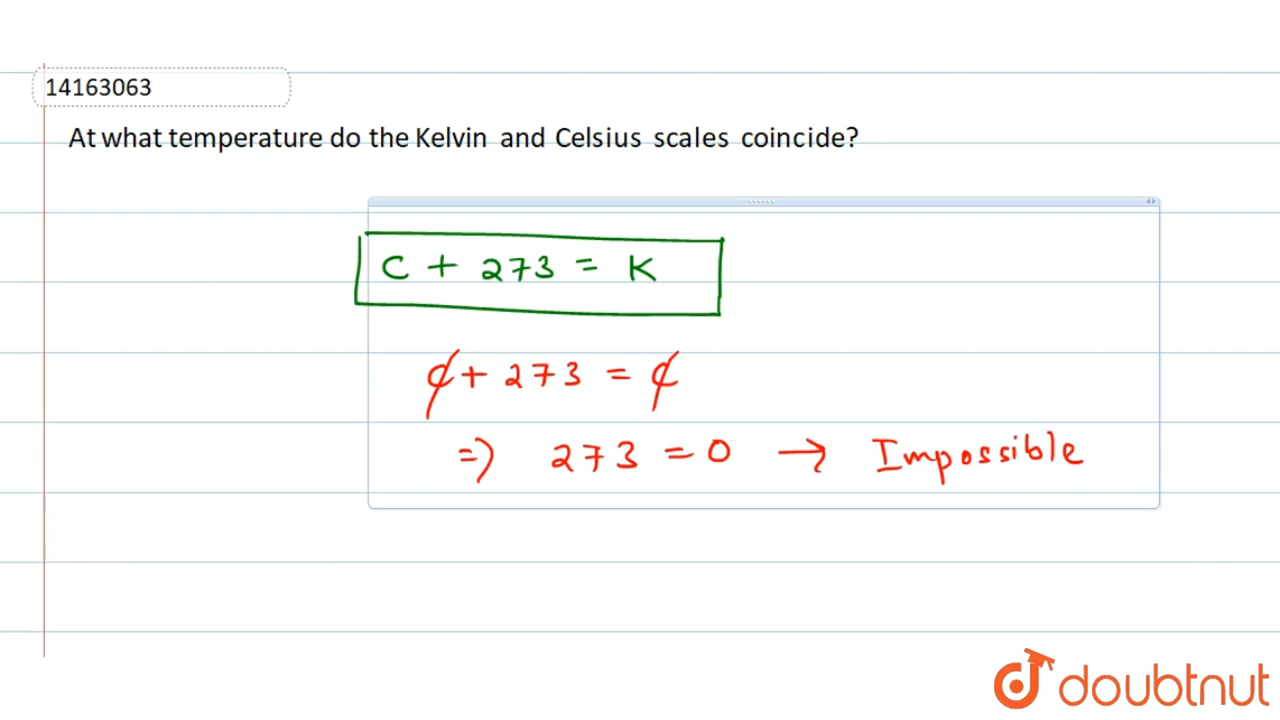 14163063
At what temperature do the Kelvin and Celsius scales coincide?
C + 273 = K
C + 273 = C
=) 273 = 0 → Impossible
doubtnut